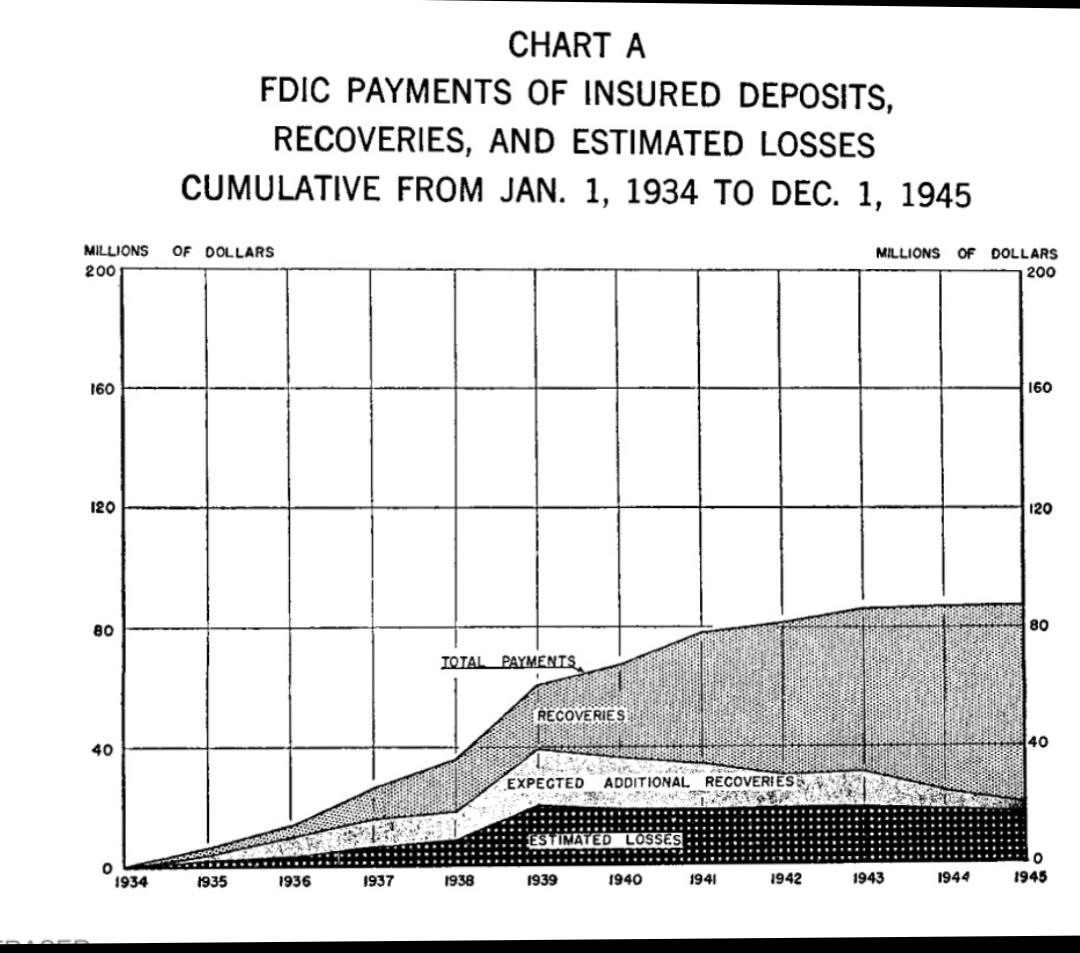 CHART A
FDIC PAYMENTS OF INSURED DEPOSITS,
RECOVERIES, AND ESTIMATED LOSSES
CUMULATIVE FROM JAN. 1, 1934 TO DEC. 1, 1945
MILLIONS OF DOLLARS
MILLIONS OF DOLLARS
200
200
160
160
120
120
80
80
TOTAL PAYMENTS
RECOVERIES
40
40
EXPECTED ADDITIONAL RECOVERIES
ESTIMATED LOSSES
0
0
1934 1935 1936 1937 1938 1939 1940 1941 1942 1943 1944 1945